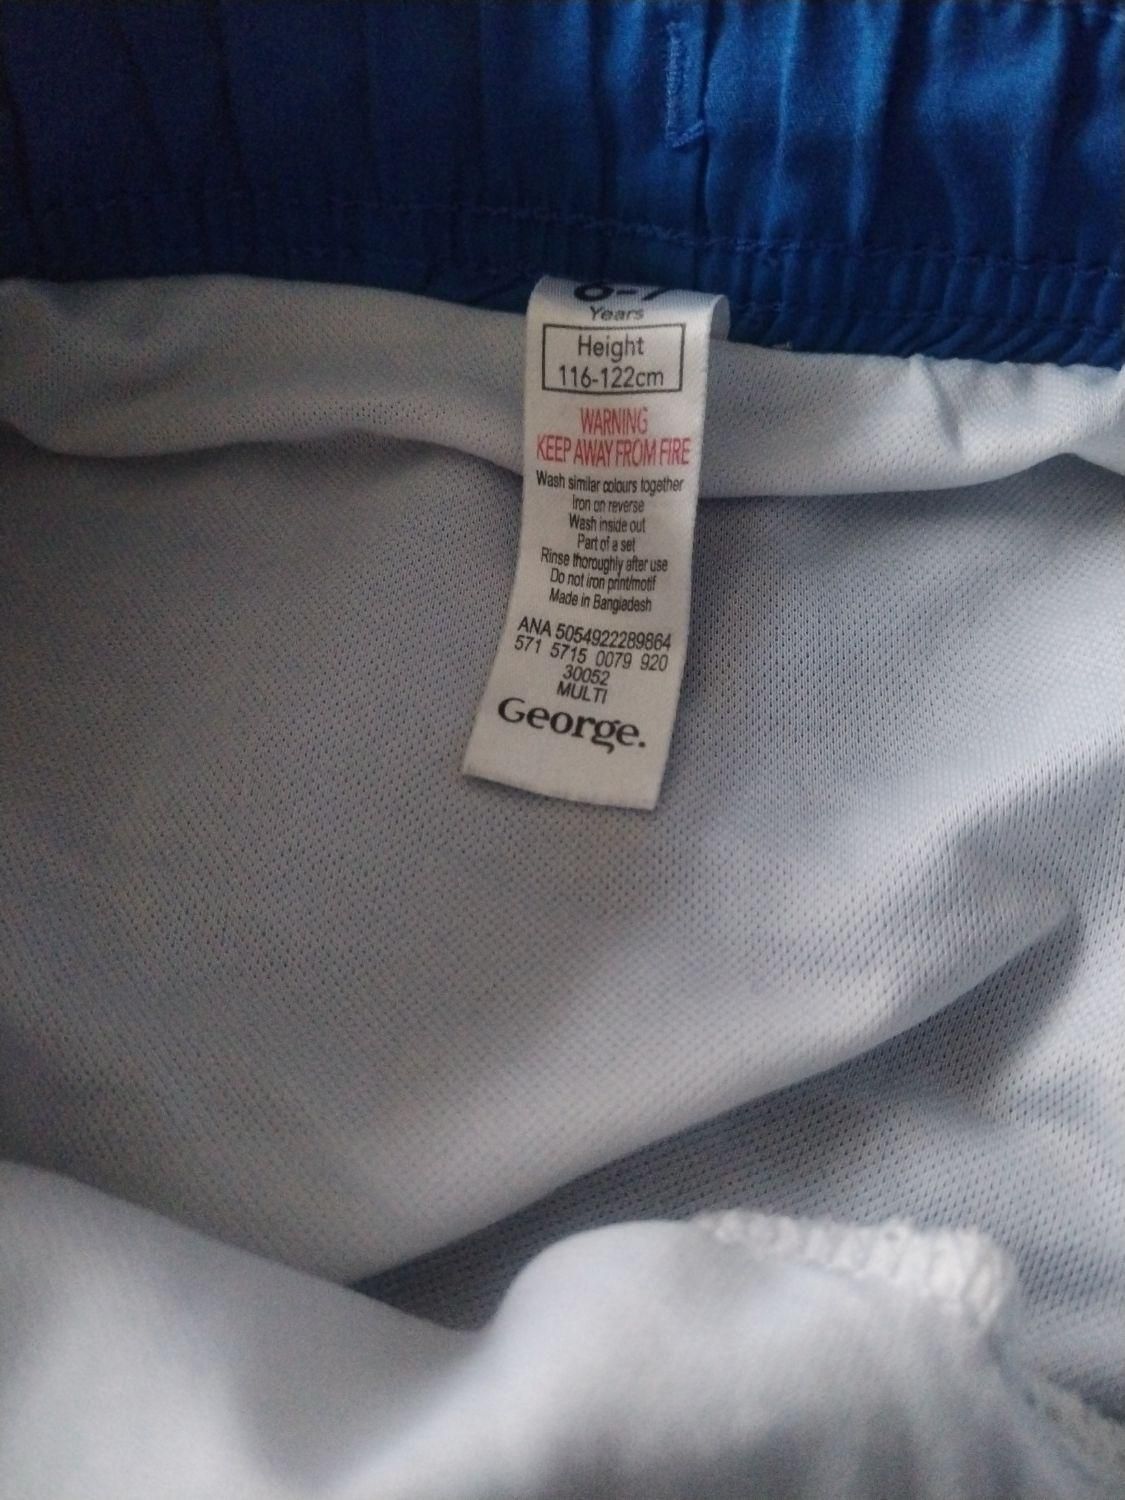 6-7
Years
Height
116-122cm
WARNING
KEEP AWAY FROM FIRE
Wash similar colours together
Iron on reverse
Wash inside out
Part of a set
Rinse thoroughly after use
Do not iron print/motif
Made in Bangladesh
ANA 5054922289864
571 5715 0079 920
30052
MULTI
George.